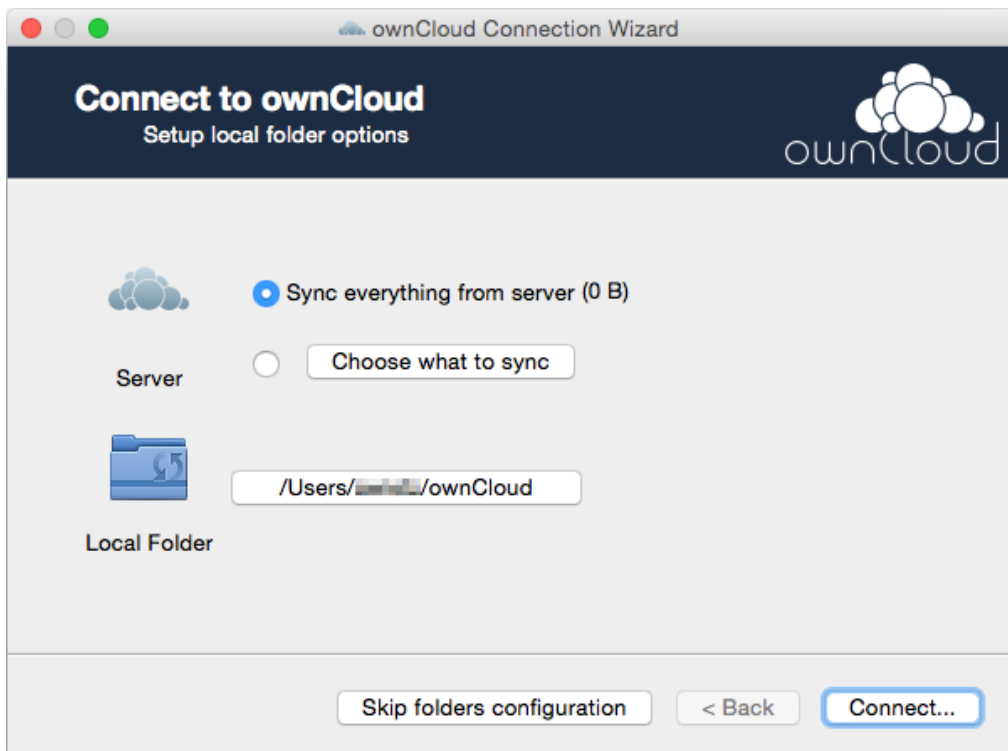 ownCloud Connection Wizard
Connect to ownCloud
Setup local folder options
ownCloud
Sync everything from server (0 B)
Choose what to sync
Server
/Users/ /ownCloud
Local Folder
Skip folders configuration
< Back
Connect...